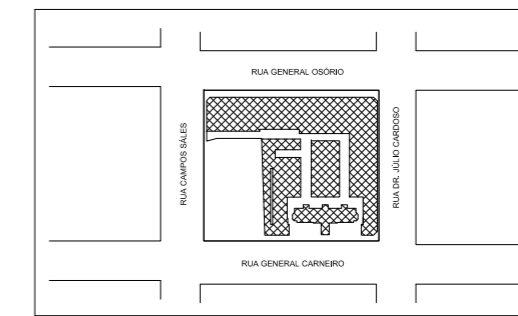 RUA GENERAL OSÓRIO
RUA CAMPOS SÁLES
RUA DR. JÚLIO CARDOSO
RUA GENERAL CARNEIRO